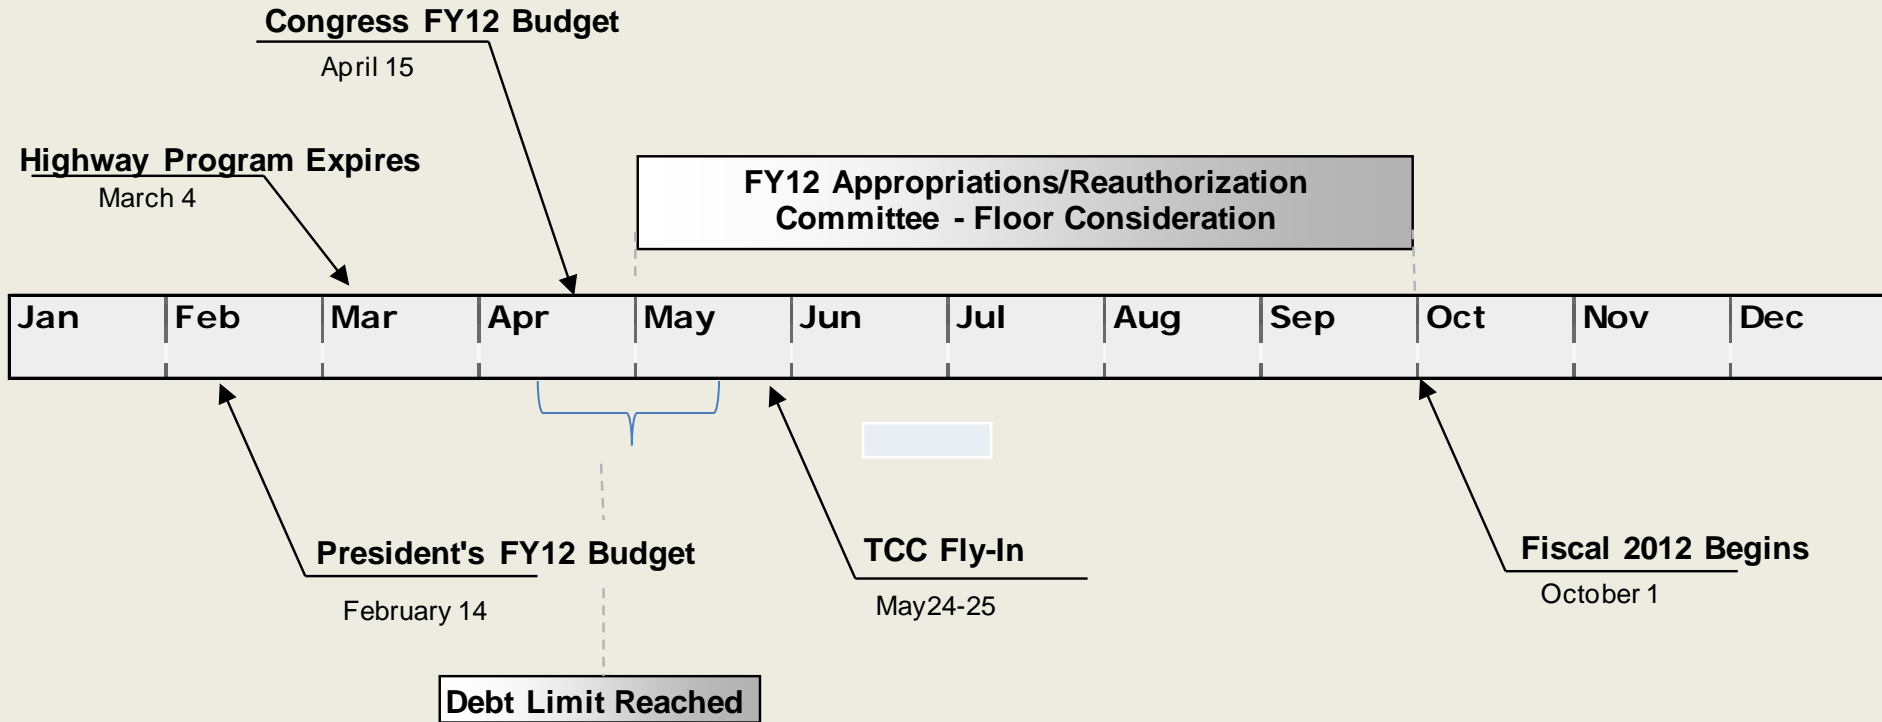 Congress FY12 Budget
April 15
Highway Program Expires
March 4
FY12 Appropriations/Reauthorization
Committee - Floor Consideration
Jan Feb Mar Apr May Jun Jul Aug Sep Oct Nov Dec
President's FY12 Budget
February 14
TCC Fly-In
May24-25
Fiscal 2012 Begins
October 1
Debt Limit Reached